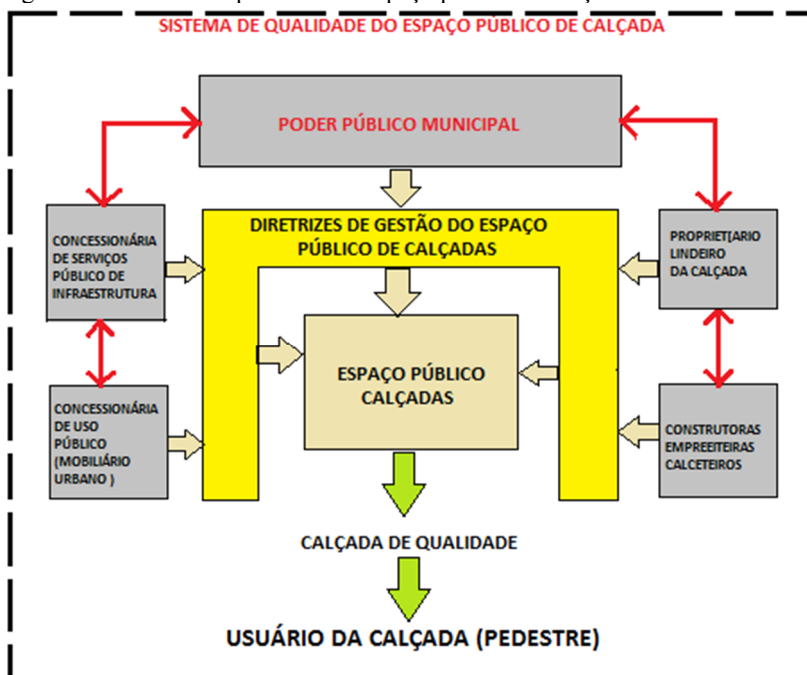 SISTEMA DE QUALIDADE DO ESPAÇO PÚBLICO DE CALÇADA
PODER PÚBLICO MUNICIPAL
DIRETRIZES DE GESTÃO DO ESPAÇO
PÚBLICO DE CALÇADAS
CONCESSIONÁRIA
DE SERVIÇOS
PÚBLICO DE
INFRAESTRUTURA
PROPRIET[ARIO
LINDEIRO
DA CALÇADA
ESPAÇO PÚBLICO
CALÇADAS
CONCESSIONÁRIA
DE USO
PÚBLICO
(MOBILIÁRIO
URBANO )
CONSTRUTORAS
EMPREEITEIRAS
CALCETEIROS
CALÇADA DE QUALIDADE
USUÁRIO DA CALÇADA (PEDESTRE)